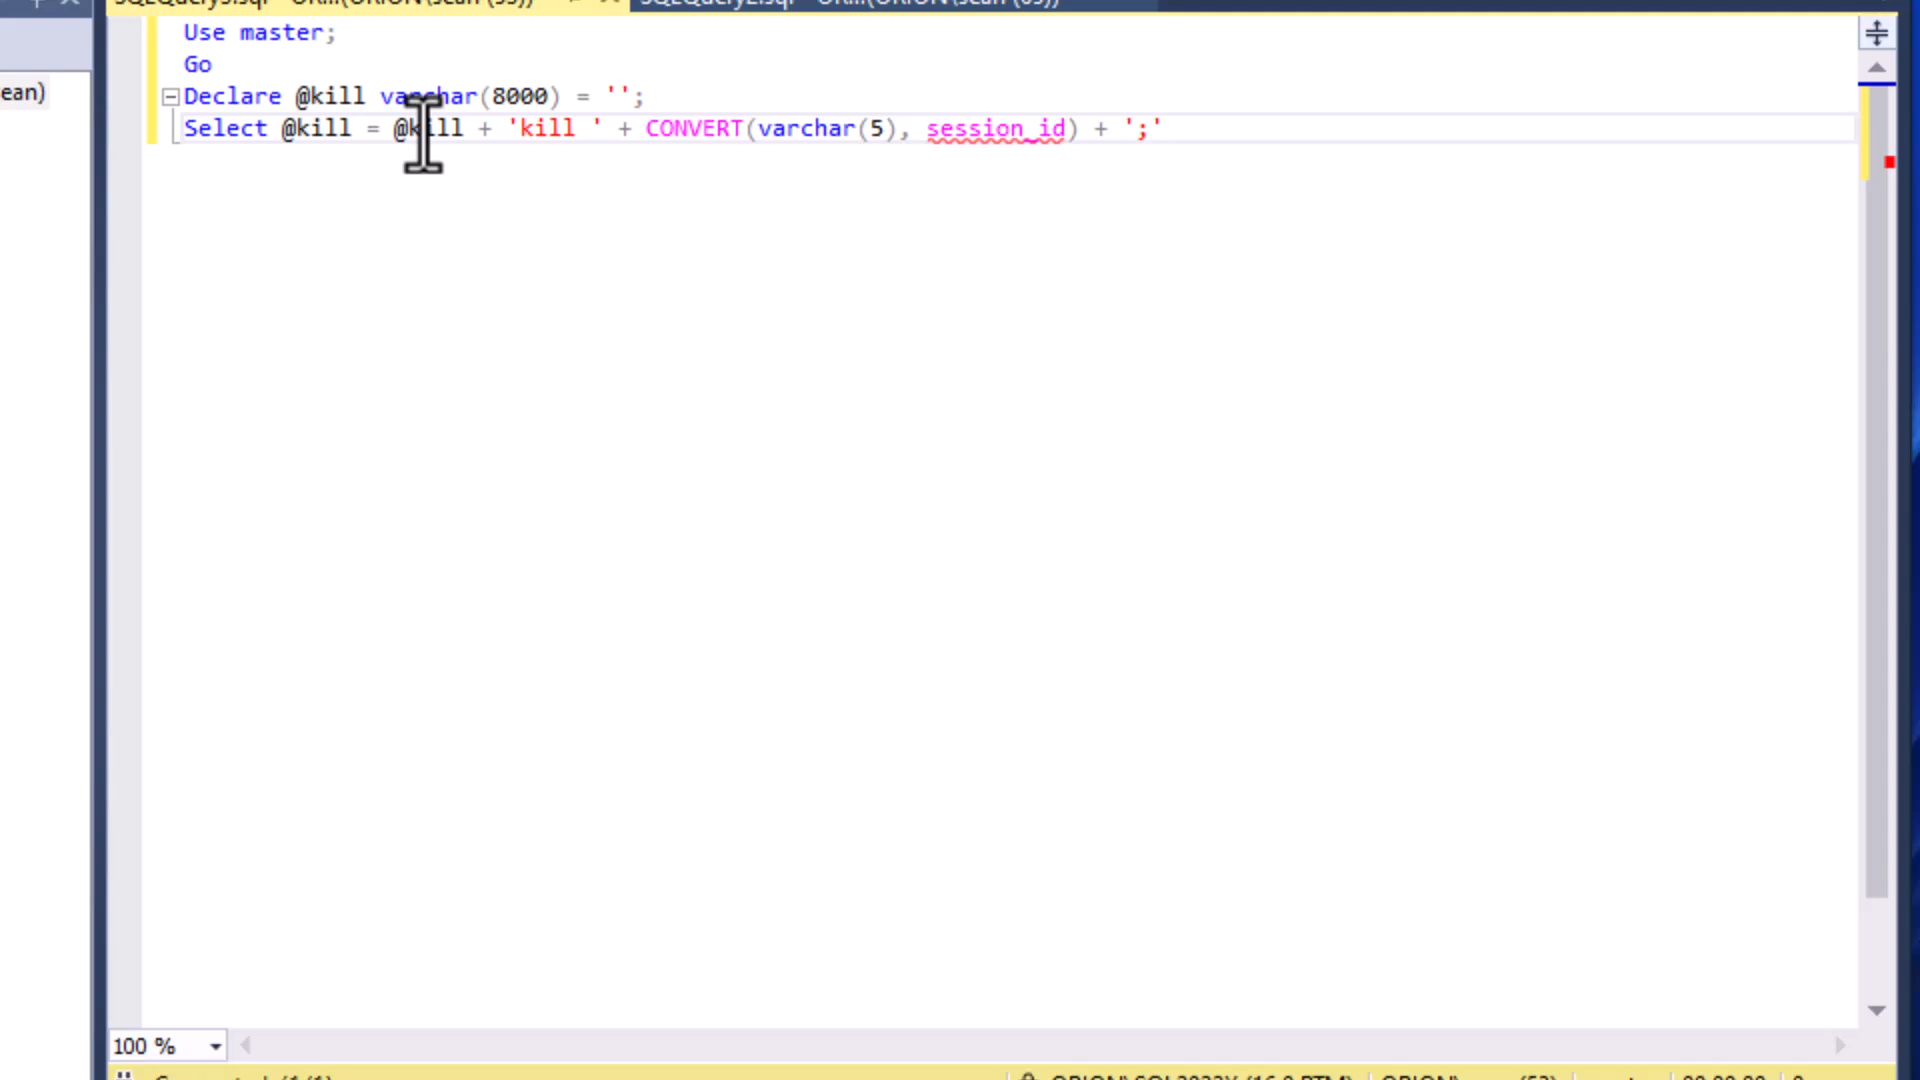 ean)
Use master;
Go
Declare @kill varchar(8000) = '';
Select @kill = @kill + 'kill ' + CONVERT(varchar(5), session_id) + ';'
100 %